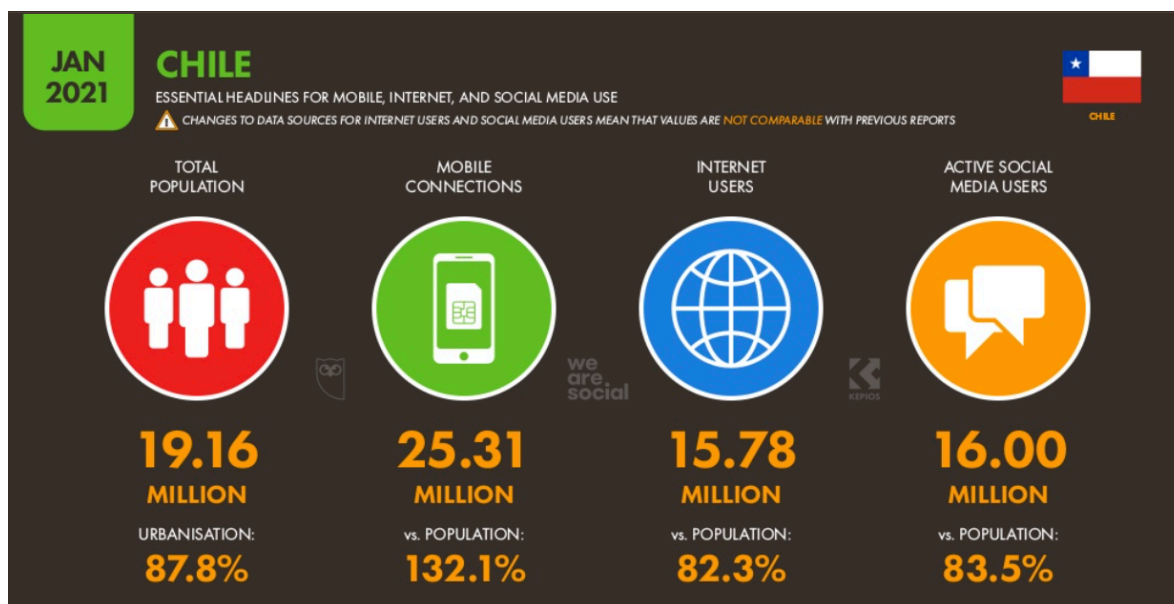 JAN
2021
CHILE
ESSENTIAL HEADLINES FOR MOBILE, INTERNET, AND SOCIAL MEDIA USE
CHANGES TO DATA SOURCES FOR INTERNET USERS AND SOCIAL MEDIA USERS MEAN THAT VALUES ARE NOT COMPARABLE WITH PREVIOUS REPORTS
CHILE
TOTAL
POPULATION
MOBILE
CONNECTIONS
INTERNET
USERS
ACTIVE SOCIAL
MEDIA USERS
we
are
social
KEPIOS
19.16
MILLION
URBANISATION:
87.8%
25.31
MILLION
vs. POPULATION:
132.1%
15.78
MILLION
vs. POPULATION:
82.3%
16.00
MILLION
vs. POPULATION:
83.5%